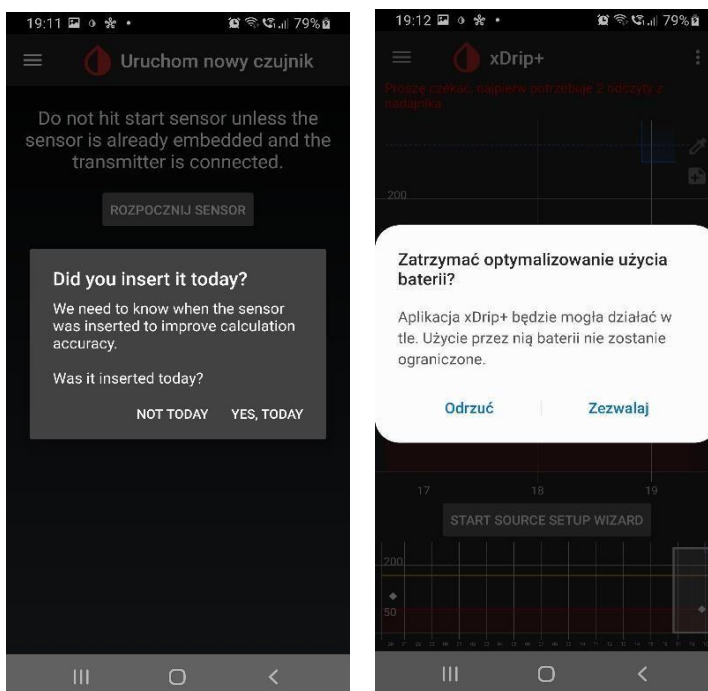 19:11
79%
Uruchom nowy czujnik
Do not hit start sensor unless the
sensor is already embedded and the
transmitter is connected.
ROZPOCZNIJ SENSOR
Did you insert it today?
We need to know when the sensor
was inserted to improve calculation
accuracy.
Was it inserted today?
NOT TODAY YES, TODAY
19:12
79%
xDrip+
Proszę czekać, najpierw potrzebuje 2 odczyty z
nadajnika
200
Zatrzymać optymalizowanie użycia
baterii?
Aplikacja xDrip+ będzie mogła działać w
tle. Użycie przez nią baterii nie zostanie
ograniczone.
Odrzuć Zezwalaj
17 18 19
START SOURCE SETUP WIZARD
200
50